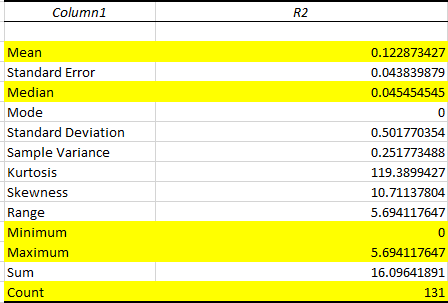 Column1 R2
Mean 0.122873427
Standard Error 0.043839879
Median 0.045454545
Mode 0
Standard Deviation 0.501770354
Sample Variance 0.251773488
Kurtosis 119.3899427
Skewness 10.71137804
Range 5.694117647
Minimum 0
Maximum 5.694117647
Sum 16.09641891
Count 131